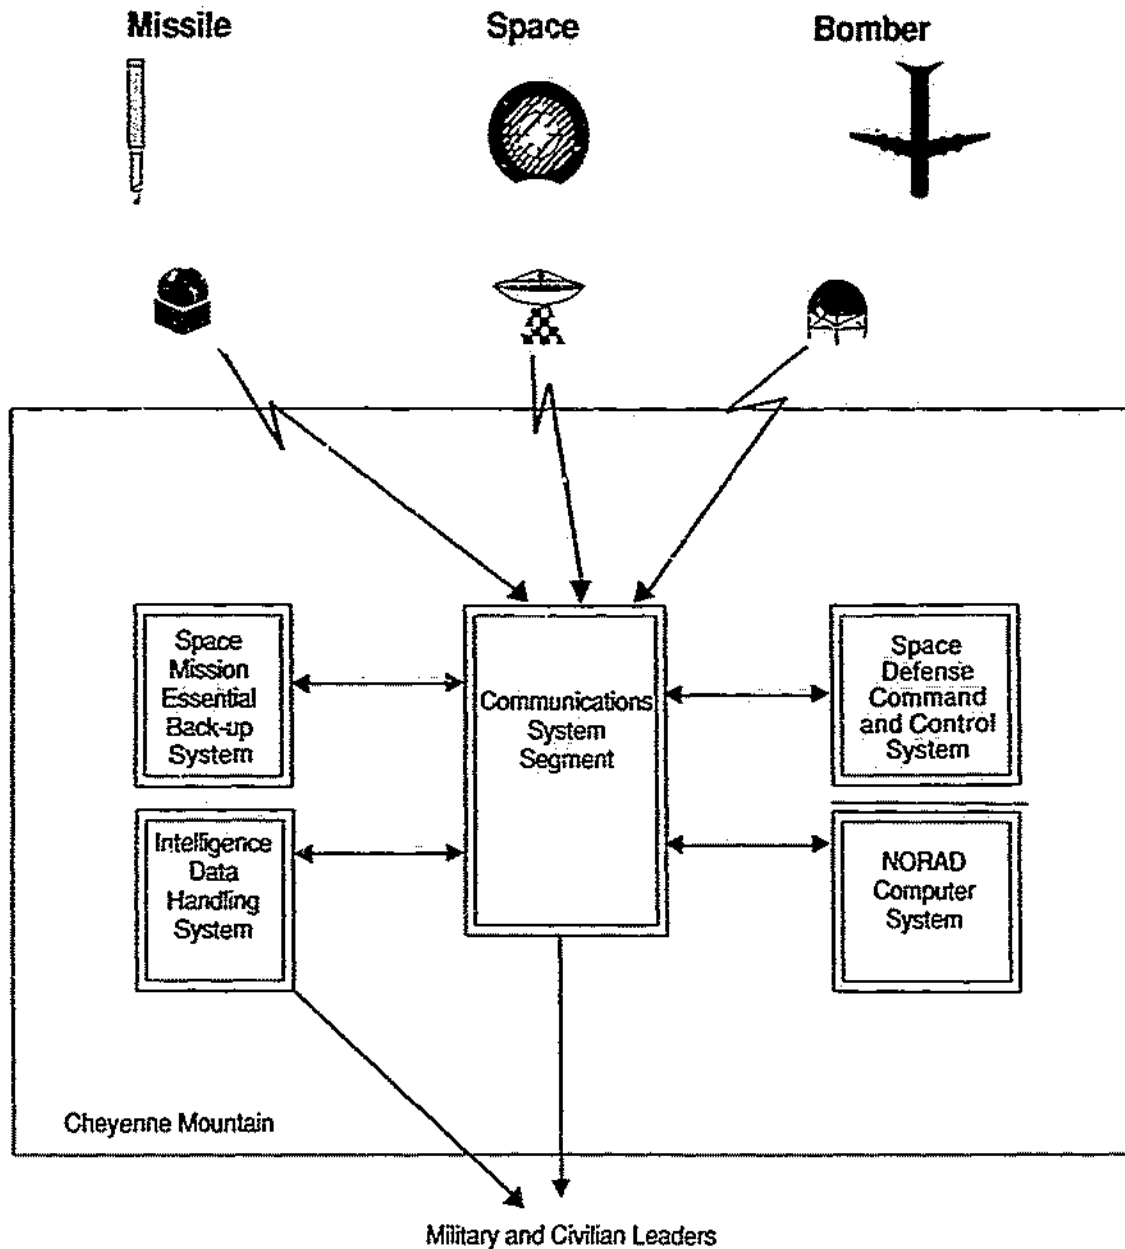 Missile
Space
Bomber
Space
Mission
Essential
Back-up
System
Communications
System
Segment
Space
Defense
Command
and Control
System
Intelligence
Data
Handling
System
NORAD
Computer
System
Cheyenne Mountain
Military and Civilian Leaders